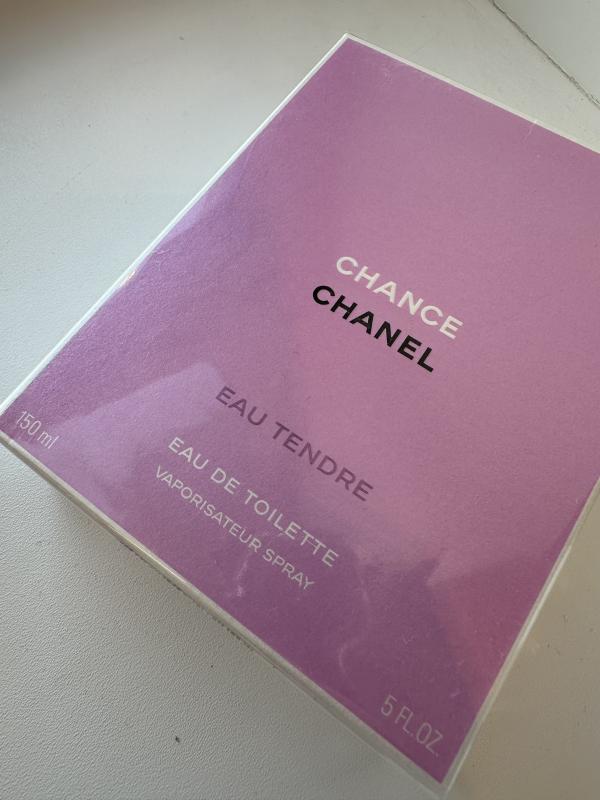 CHANCE
CHANEL
EAU TENDRE
EAU DE TOILETTE
VAPORISATEUR SPRAY
150 ml
5 FL.OZ.